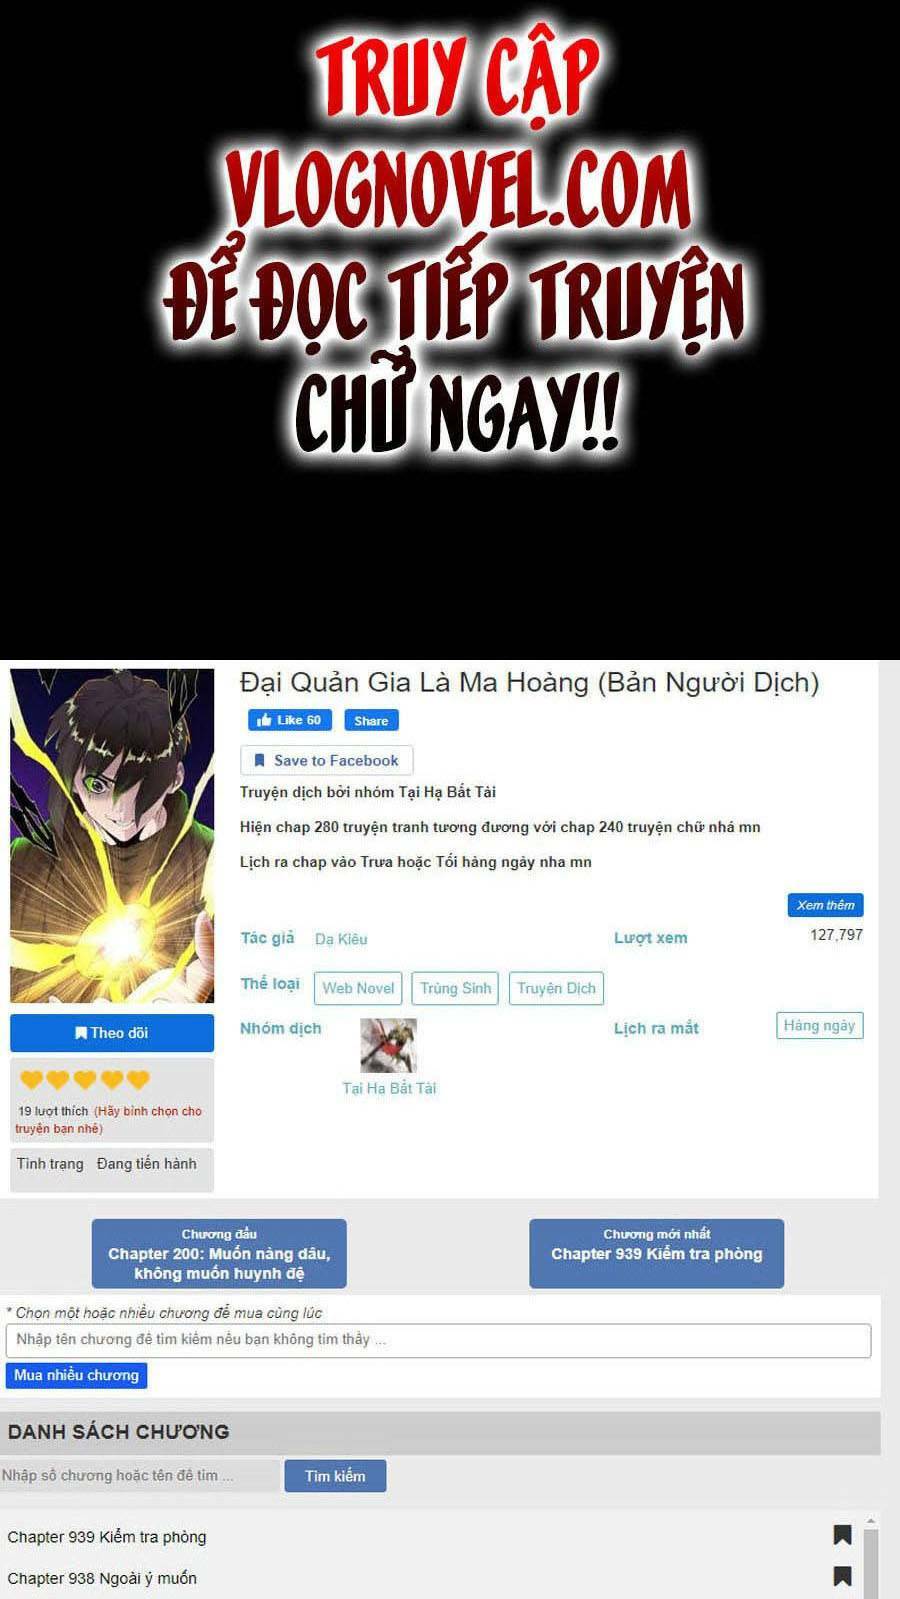 TRUY CẬP
VLOGNOVEL.COM
ĐỂ ĐỌC TIẾP TRUYỆN
CHỮ NGAY!!
Đại Quản Gia Là Ma Hoàng (Bản Người Dịch)
Like 60 Share
Save to Facebook
Truyện dịch bởi nhóm Tại Hạ Bất Tài
Hiện chap 280 truyện tranh tương đương với chap 240 truyện chữ nhá mn
Lịch ra chap vào Trưa hoặc Tối hàng ngày nha mn
Xem thêm
Tác giả Dạ Kiêu Lượt xem 127,797
Thể loại Web Novel Trùng Sinh Truyện Dịch
Nhóm dịch Lịch ra mắt Hàng ngày
Tại Hạ Bất Tài
Theo dõi
19 lượt thích (Hãy bình chọn cho
truyện bạn nhé)
Tình trạng Đang tiến hành
Chương đầu
Chapter 200: Muốn nàng dâu,
không muốn huynh đệ
Chương mới nhất
Chapter 939 Kiểm tra phòng
* Chọn một hoặc nhiều chương để mua cùng lúc
Nhập tên chương để tìm kiếm nếu bạn không tìm thấy ...
Mua nhiều chương
DANH SÁCH CHƯƠNG
Nhập số chương hoặc tên để tìm ... Tìm kiếm
Chapter 939 Kiểm tra phòng
Chapter 938 Ngoài ý muốn